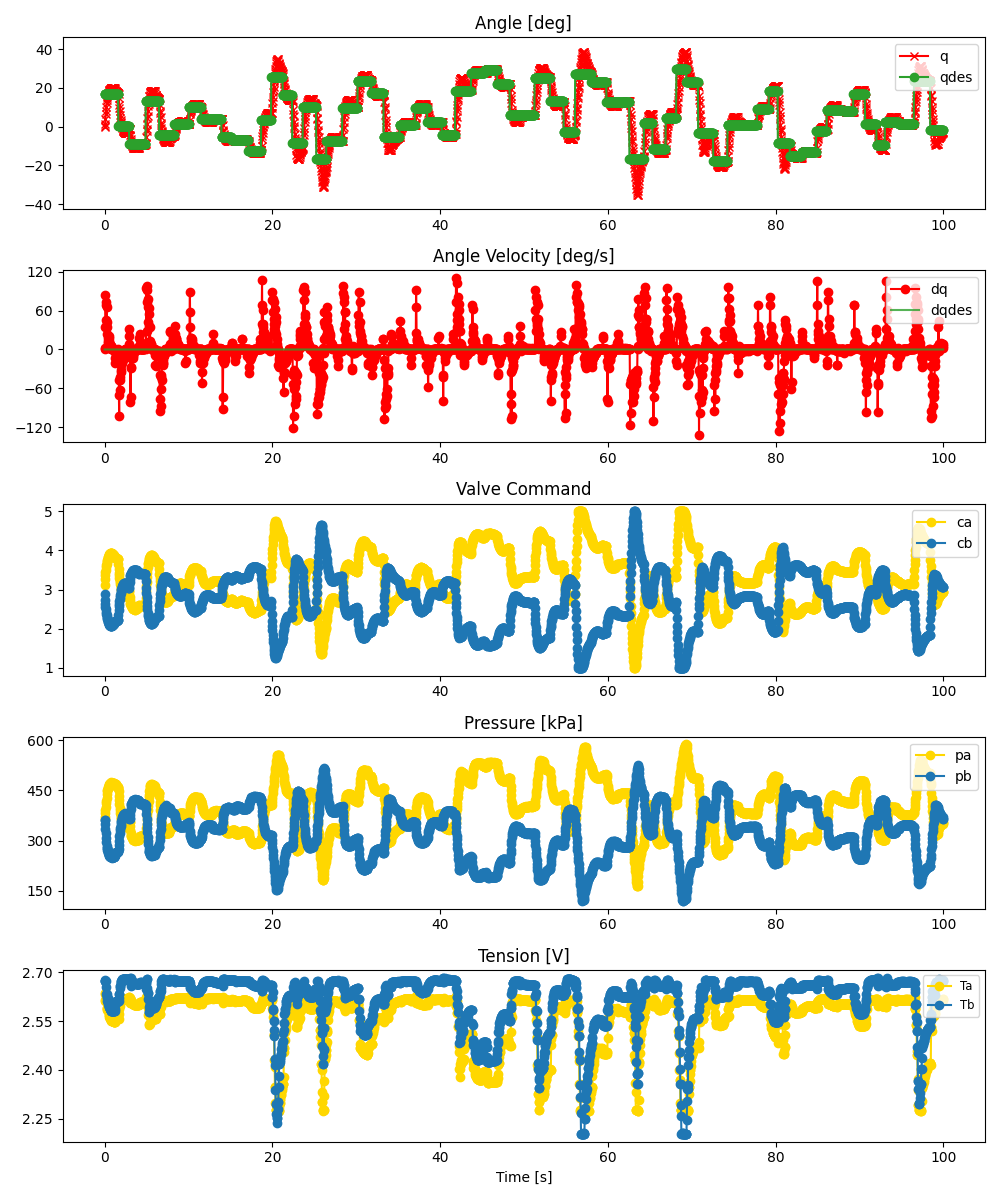 Angle [deg]
40
20
0
−20
−40
q
qdes
0 20 40 60 80 100
Angle Velocity [deg/s]
120
60
0
−60
−120
dq
dqdes
0 20 40 60 80 100
Valve Command
5
4
3
2
1
ca
cb
0 20 40 60 80 100
Pressure [kPa]
600
450
300
150
pa
pb
0 20 40 60 80 100
Tension [V]
2.70
2.55
2.40
2.25
Ta
Tb
0 20 40 60 80 100
Time [s]